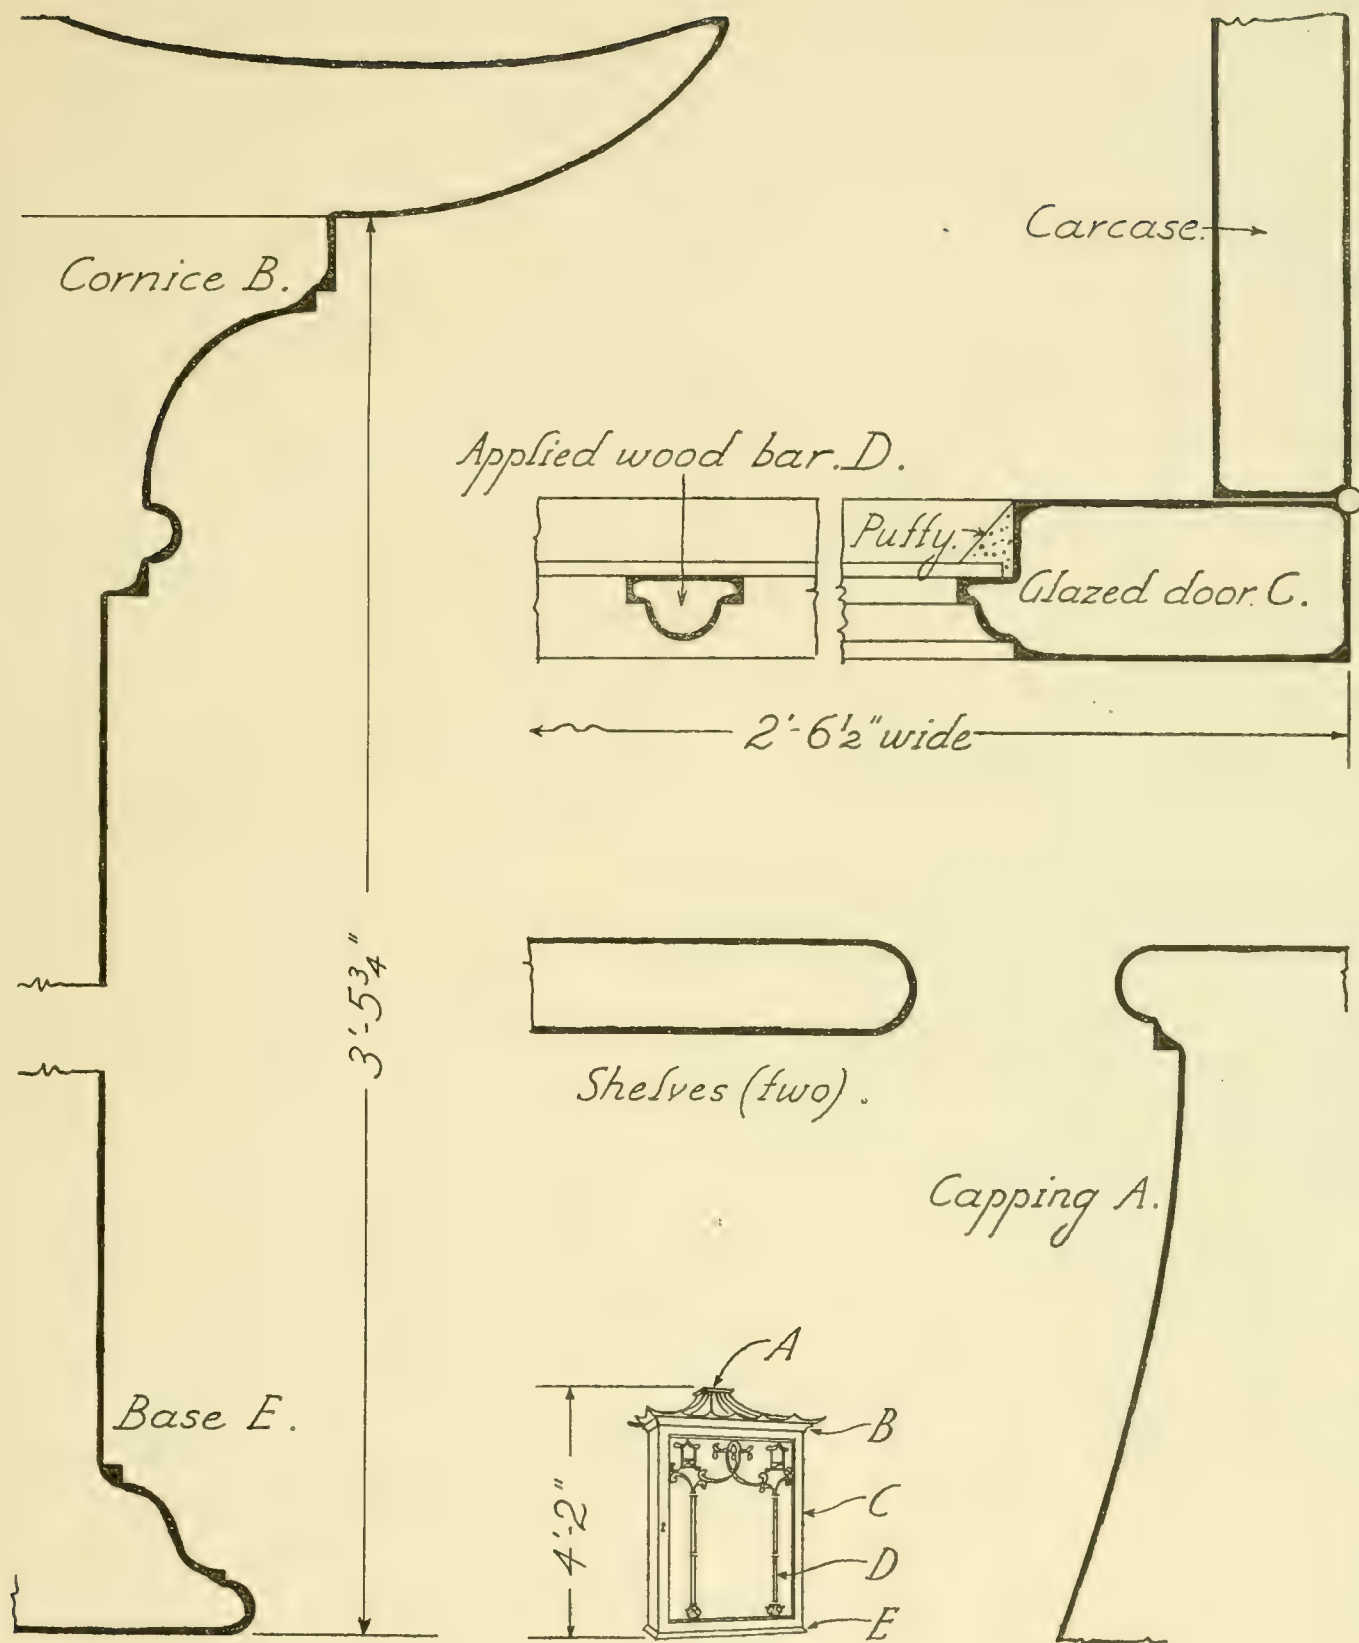 Carcase.
Cornice B.
Applied wood bar. D.
Putty.
Glazed door. C.
2'-6½" wide
3'-5¾"
Shelves (two).
Capping A.
A
Base E.
B
4'-2"
C
D
E